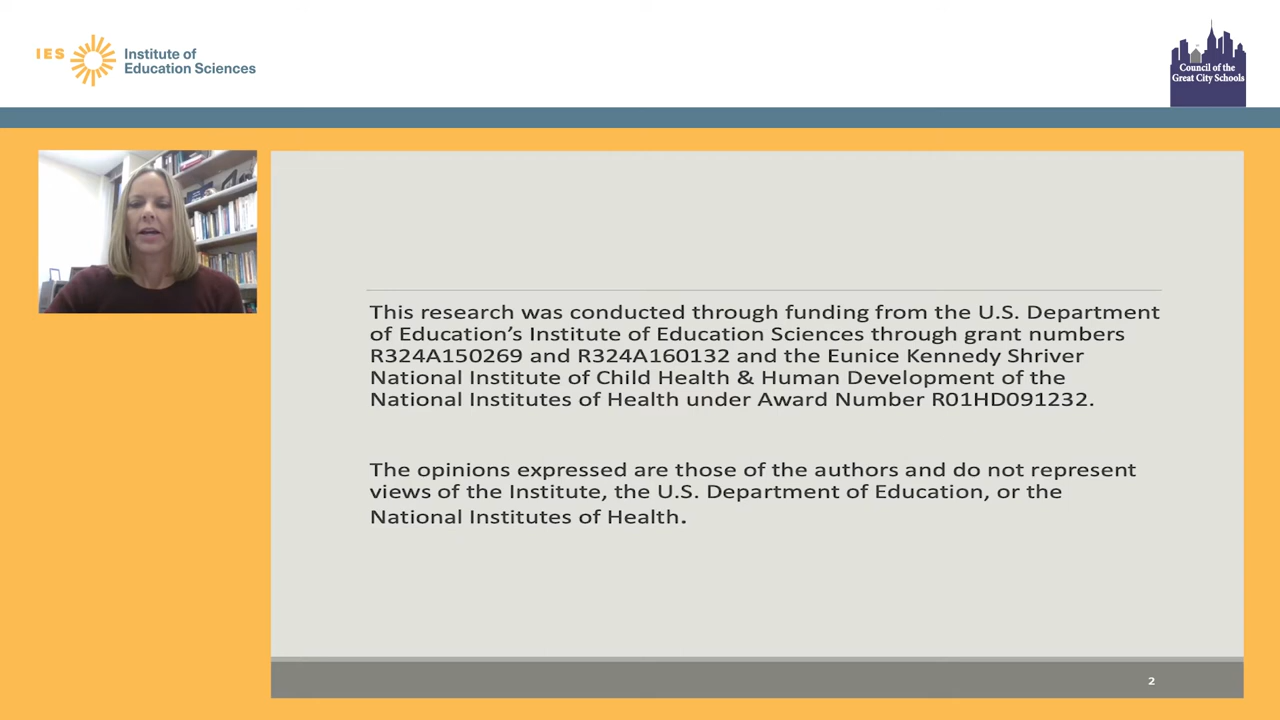 IES
Institute of
Education Sciences
Council of the
Great City Schools
This research was conducted through funding from the U.S. Department
of Education’s Institute of Education Sciences through grant numbers
R324A150269 and R324A160132 and the Eunice Kennedy Shriver
National Institute of Child Health & Human Development of the
National Institutes of Health under Award Number R01HD091232.
The opinions expressed are those of the authors and do not represent
views of the Institute, the U.S. Department of Education, or the
National Institutes of Health.
2